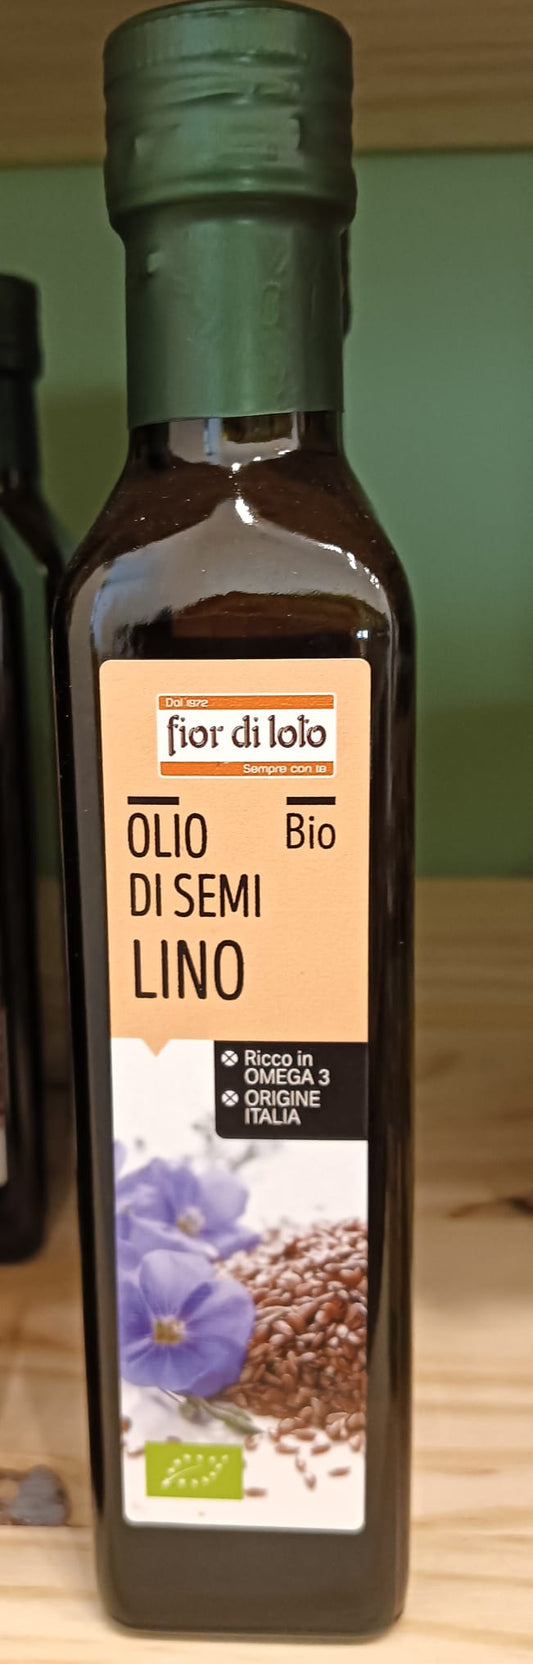 Dal 1972
fior di loto
Sempre con te
OLIO Bio
DI SEMI
LINO
Ricco in
OMEGA 3
ORIGINE
ITALIA